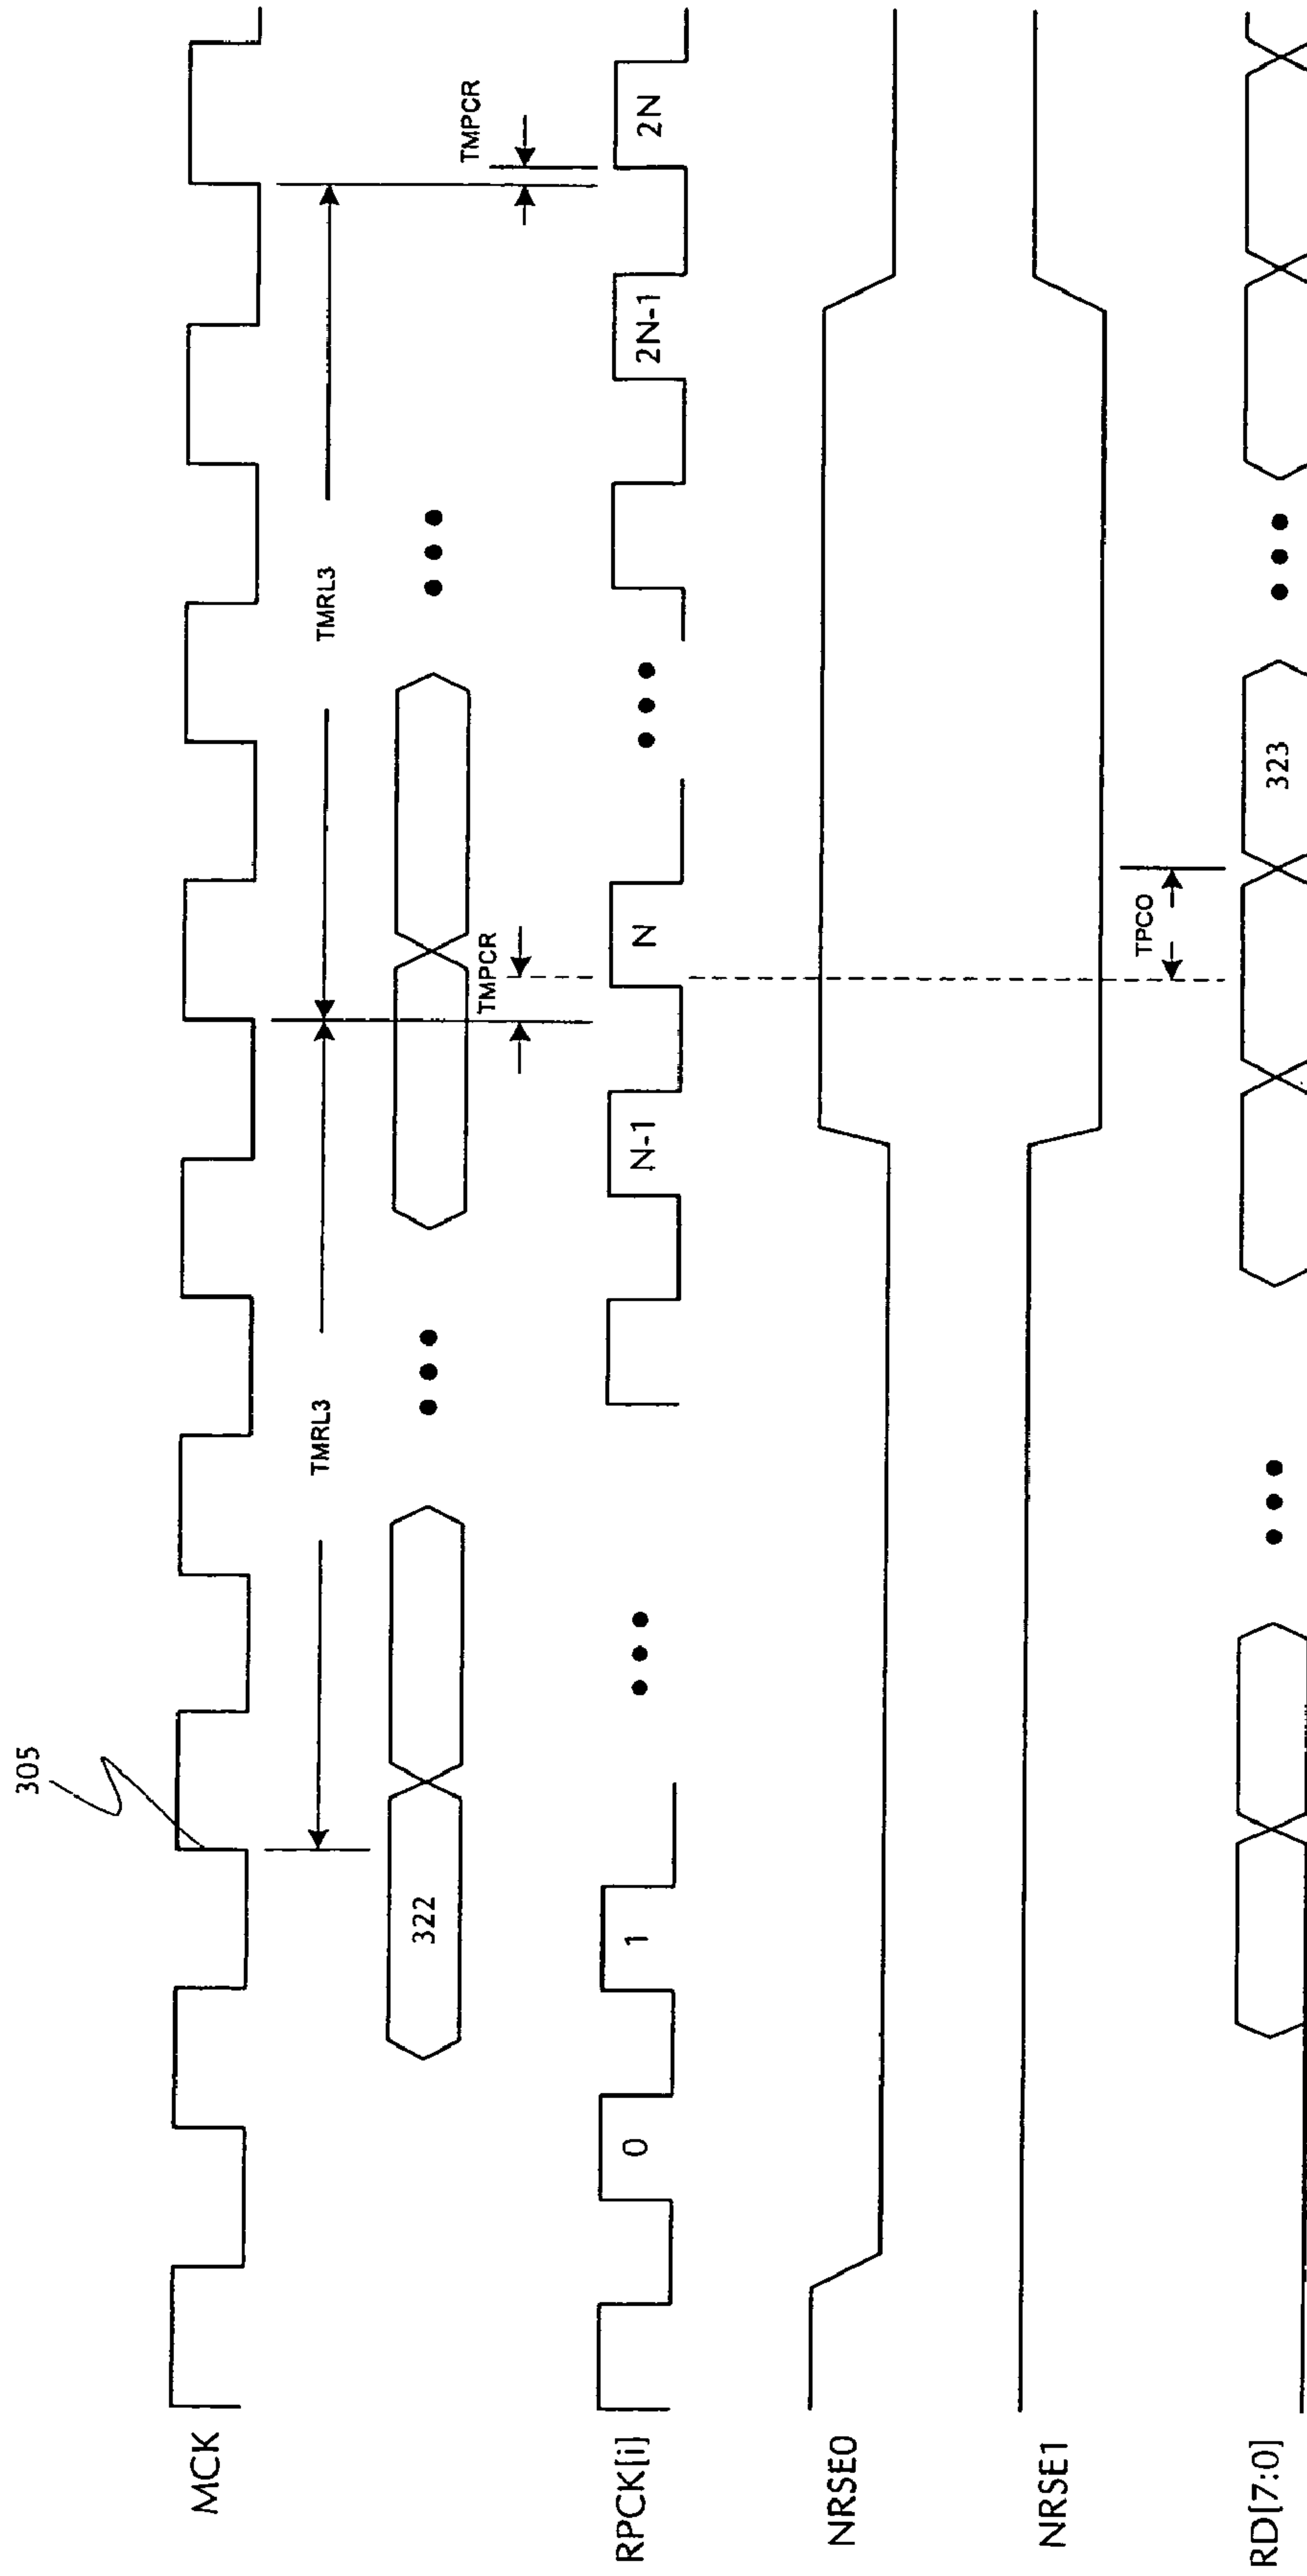 305
MCK
TMRL3
TMRL3
322
TMPCR
TMPCR
RPCK[i]
0
1
N-1
N
2N-1
2N
NRSE0
NRSE1
TPCO
RD[7:0]
323